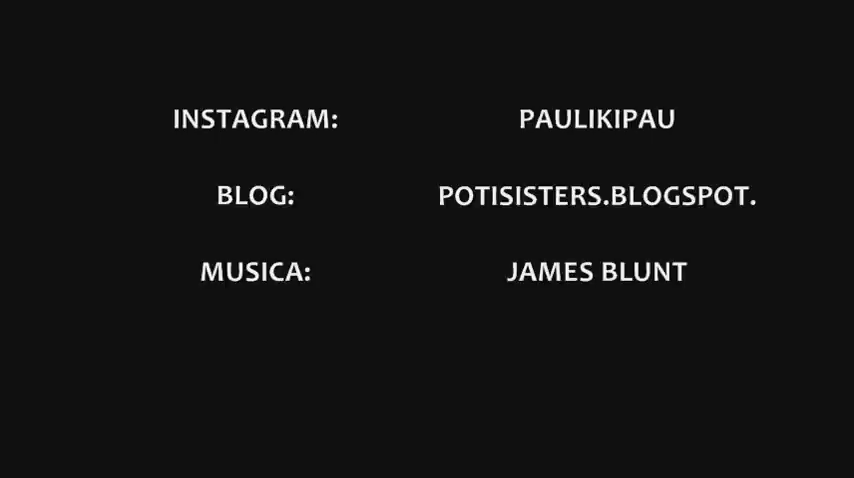 INSTAGRAM: PAULIKIPAU
BLOG: POTISISTERS.BLOGSPOT.
MUSICA: JAMES BLUNT